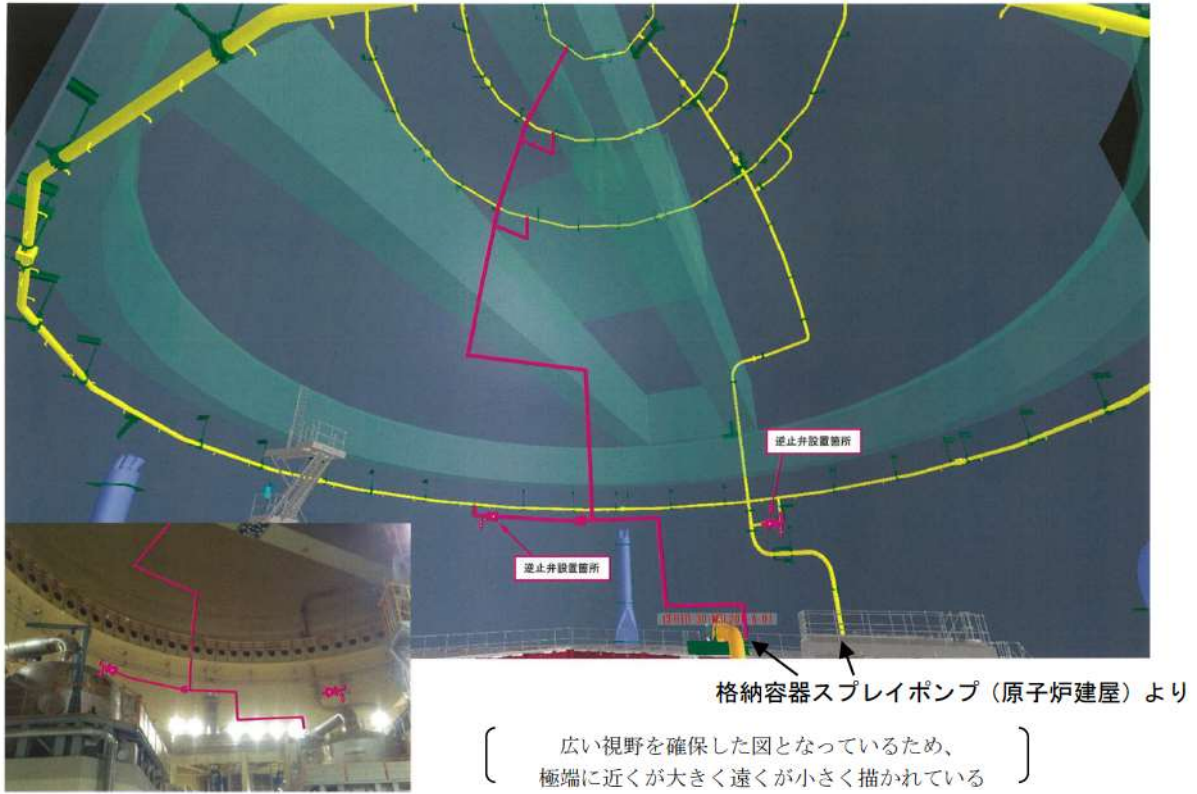 逆止弁設置箇所
逆止弁設置箇所
格納容器スプレイポンプ（原子炉建屋）より
広い視野を確保した図となっているため、
極端に近くが大きく遠くが小さく描かれている